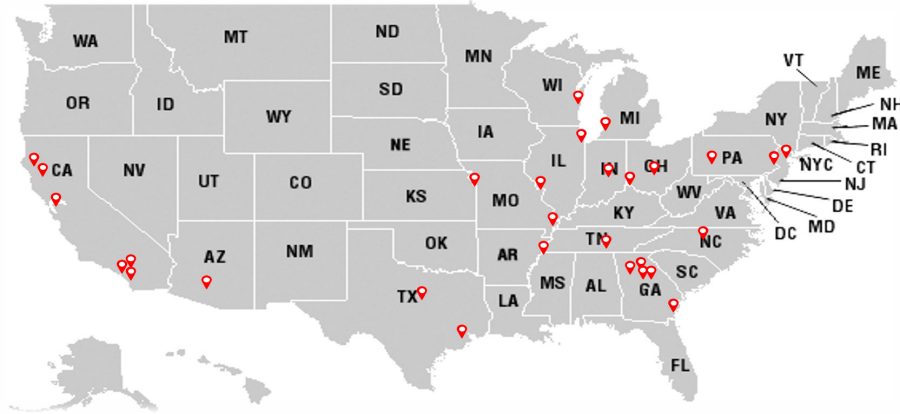 WA
MT
ND
MN
VT
ME
OR
ID
SD
WI
MI
NY
NH
MA
WY
IA
RI
NE
CT
NYC
CA
NV
UT
CO
IL
IN
OH
PA
NJ
KS
MO
WV
DE
KY
VA
MD
DC
AZ
NM
OK
AR
TN
NC
MS
AL
GA
SC
TX
LA
FL